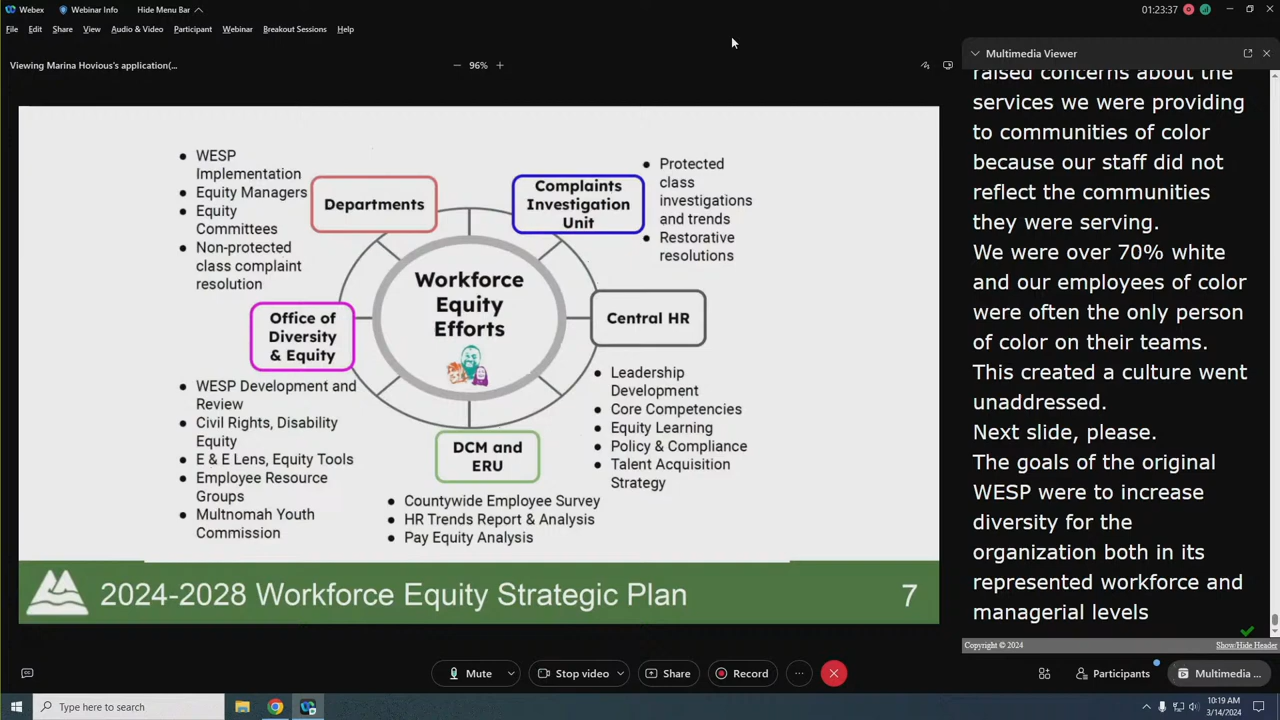 Webex
Webinar Info
Hide Menu Bar
01:23:37
File Edit Share View Audio & Video Participant Webinar Breakout Sessions Help
Viewing Marina Hovious's application(...
96%
Multimedia Viewer
WESP
Implementation
Equity Managers
Equity
Committees
Non-protected
class complaint
resolution
Departments
Complaints
Investigation
Unit
Protected
class
investigations
and trends
Restorative
resolutions
Workforce
Equity
Efforts
Office of
Diversity
& Equity
Central HR
WESP Development and
Review
Civil Rights, Disability
Equity
E & E Lens, Equity Tools
Employee Resource
Groups
Multnomah Youth
Commission
DCM and
ERU
Countywide Employee Survey
HR Trends Report & Analysis
Pay Equity Analysis
Leadership
Development
Core Competencies
Equity Learning
Policy & Compliance
Talent Acquisition
Strategy
2024-2028 Workforce Equity Strategic Plan
7
raised concerns about the
services we were providing
to communities of color
because our staff did not
reflect the communities
they were serving.
We were over 70% white
and our employees of color
were often the only person
of color on their teams.
This created a culture went
unaddressed.
Next slide, please.
The goals of the original
WESP were to increase
diversity for the
organization both in its
represented workforce and
managerial levels
Copyright © 2024
Show/Hide Header
Mute
Stop video
Share
Record
Participants
Multimedia ...
Type here to search
10:19 AM
3/14/2024